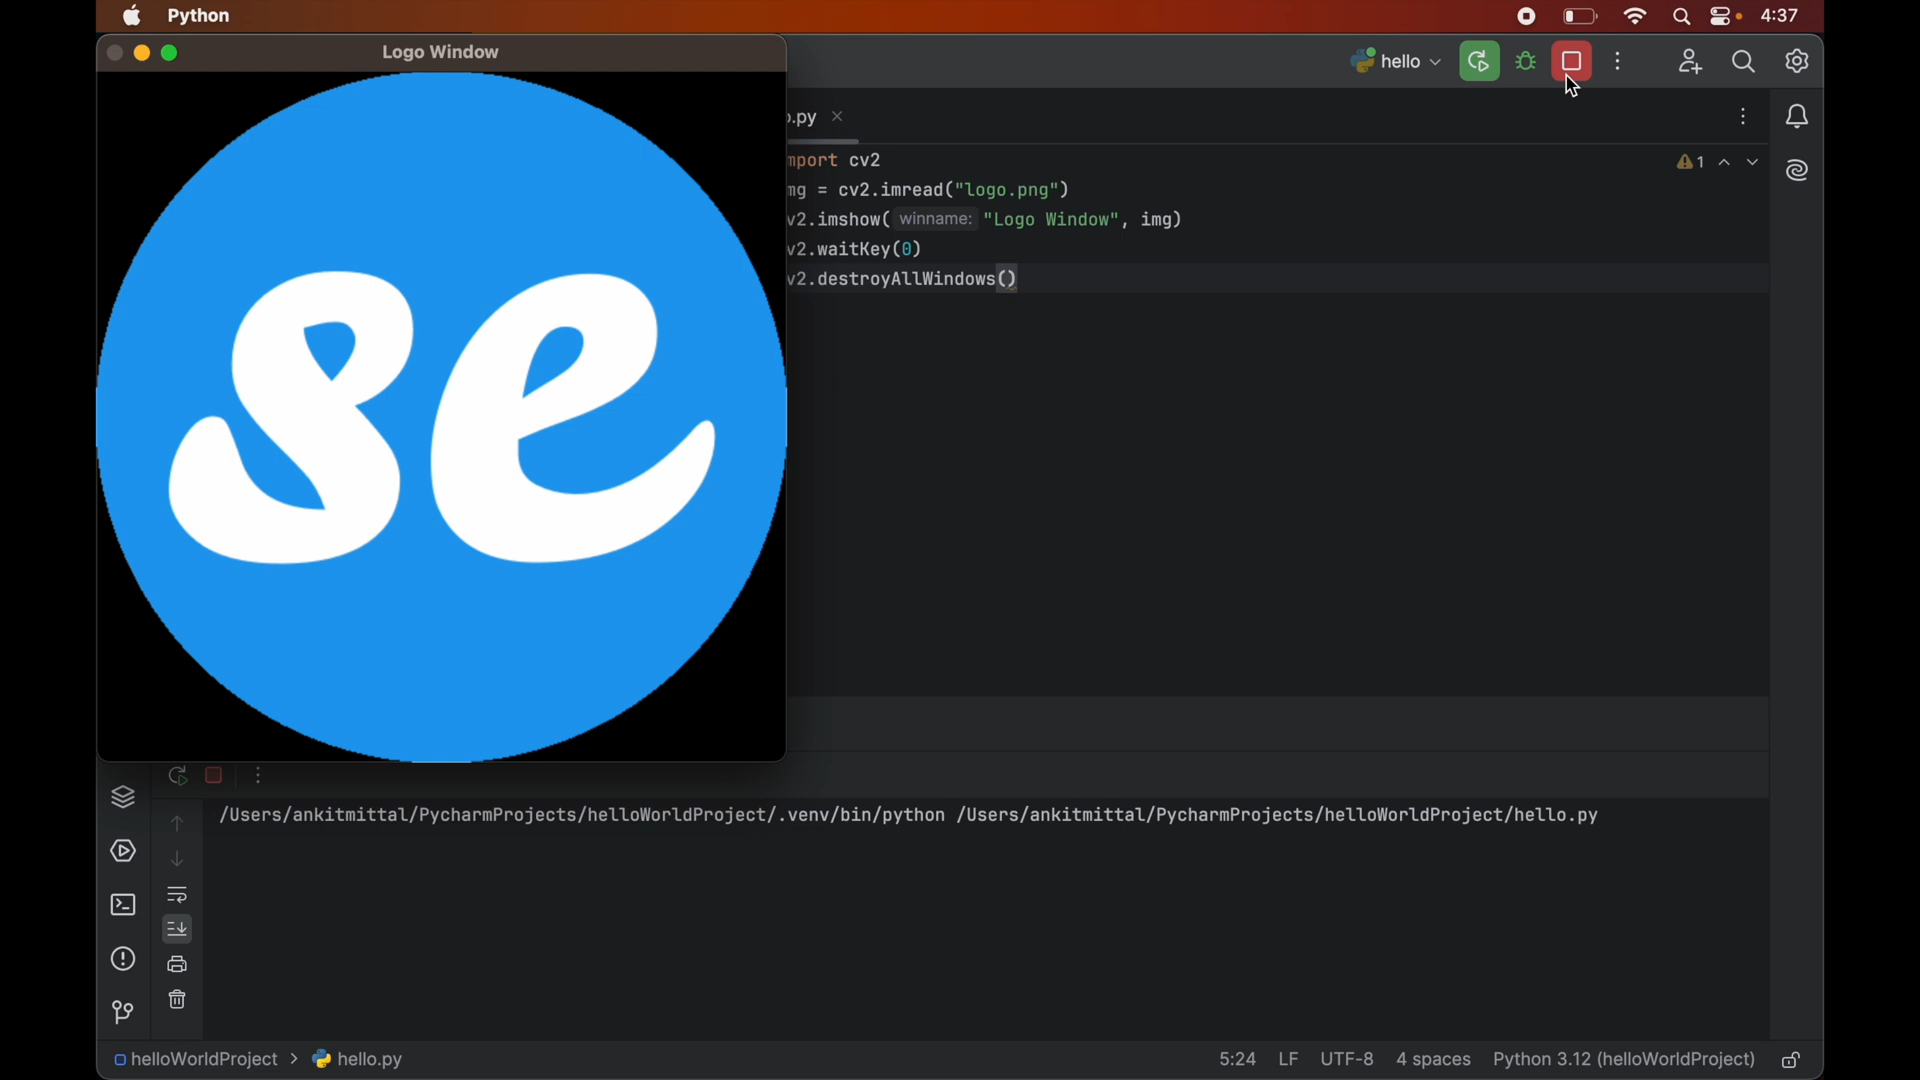 Python
4:37
Logo Window
hello
.py
mport cv2
mg = cv2.imread("logo.png")
v2.imshow( winname: "Logo Window", img)
v2.waitKey(0)
v2.destroyAllWindows()
1
se
/Users/ankitmittal/PycharmProjects/helloWorldProject/.venv/bin/python /Users/ankitmittal/PycharmProjects/helloWorldProject/hello.py
helloWorldProject > hello.py
5:24 LF UTF-8 4 spaces Python 3.12 (helloWorldProject)